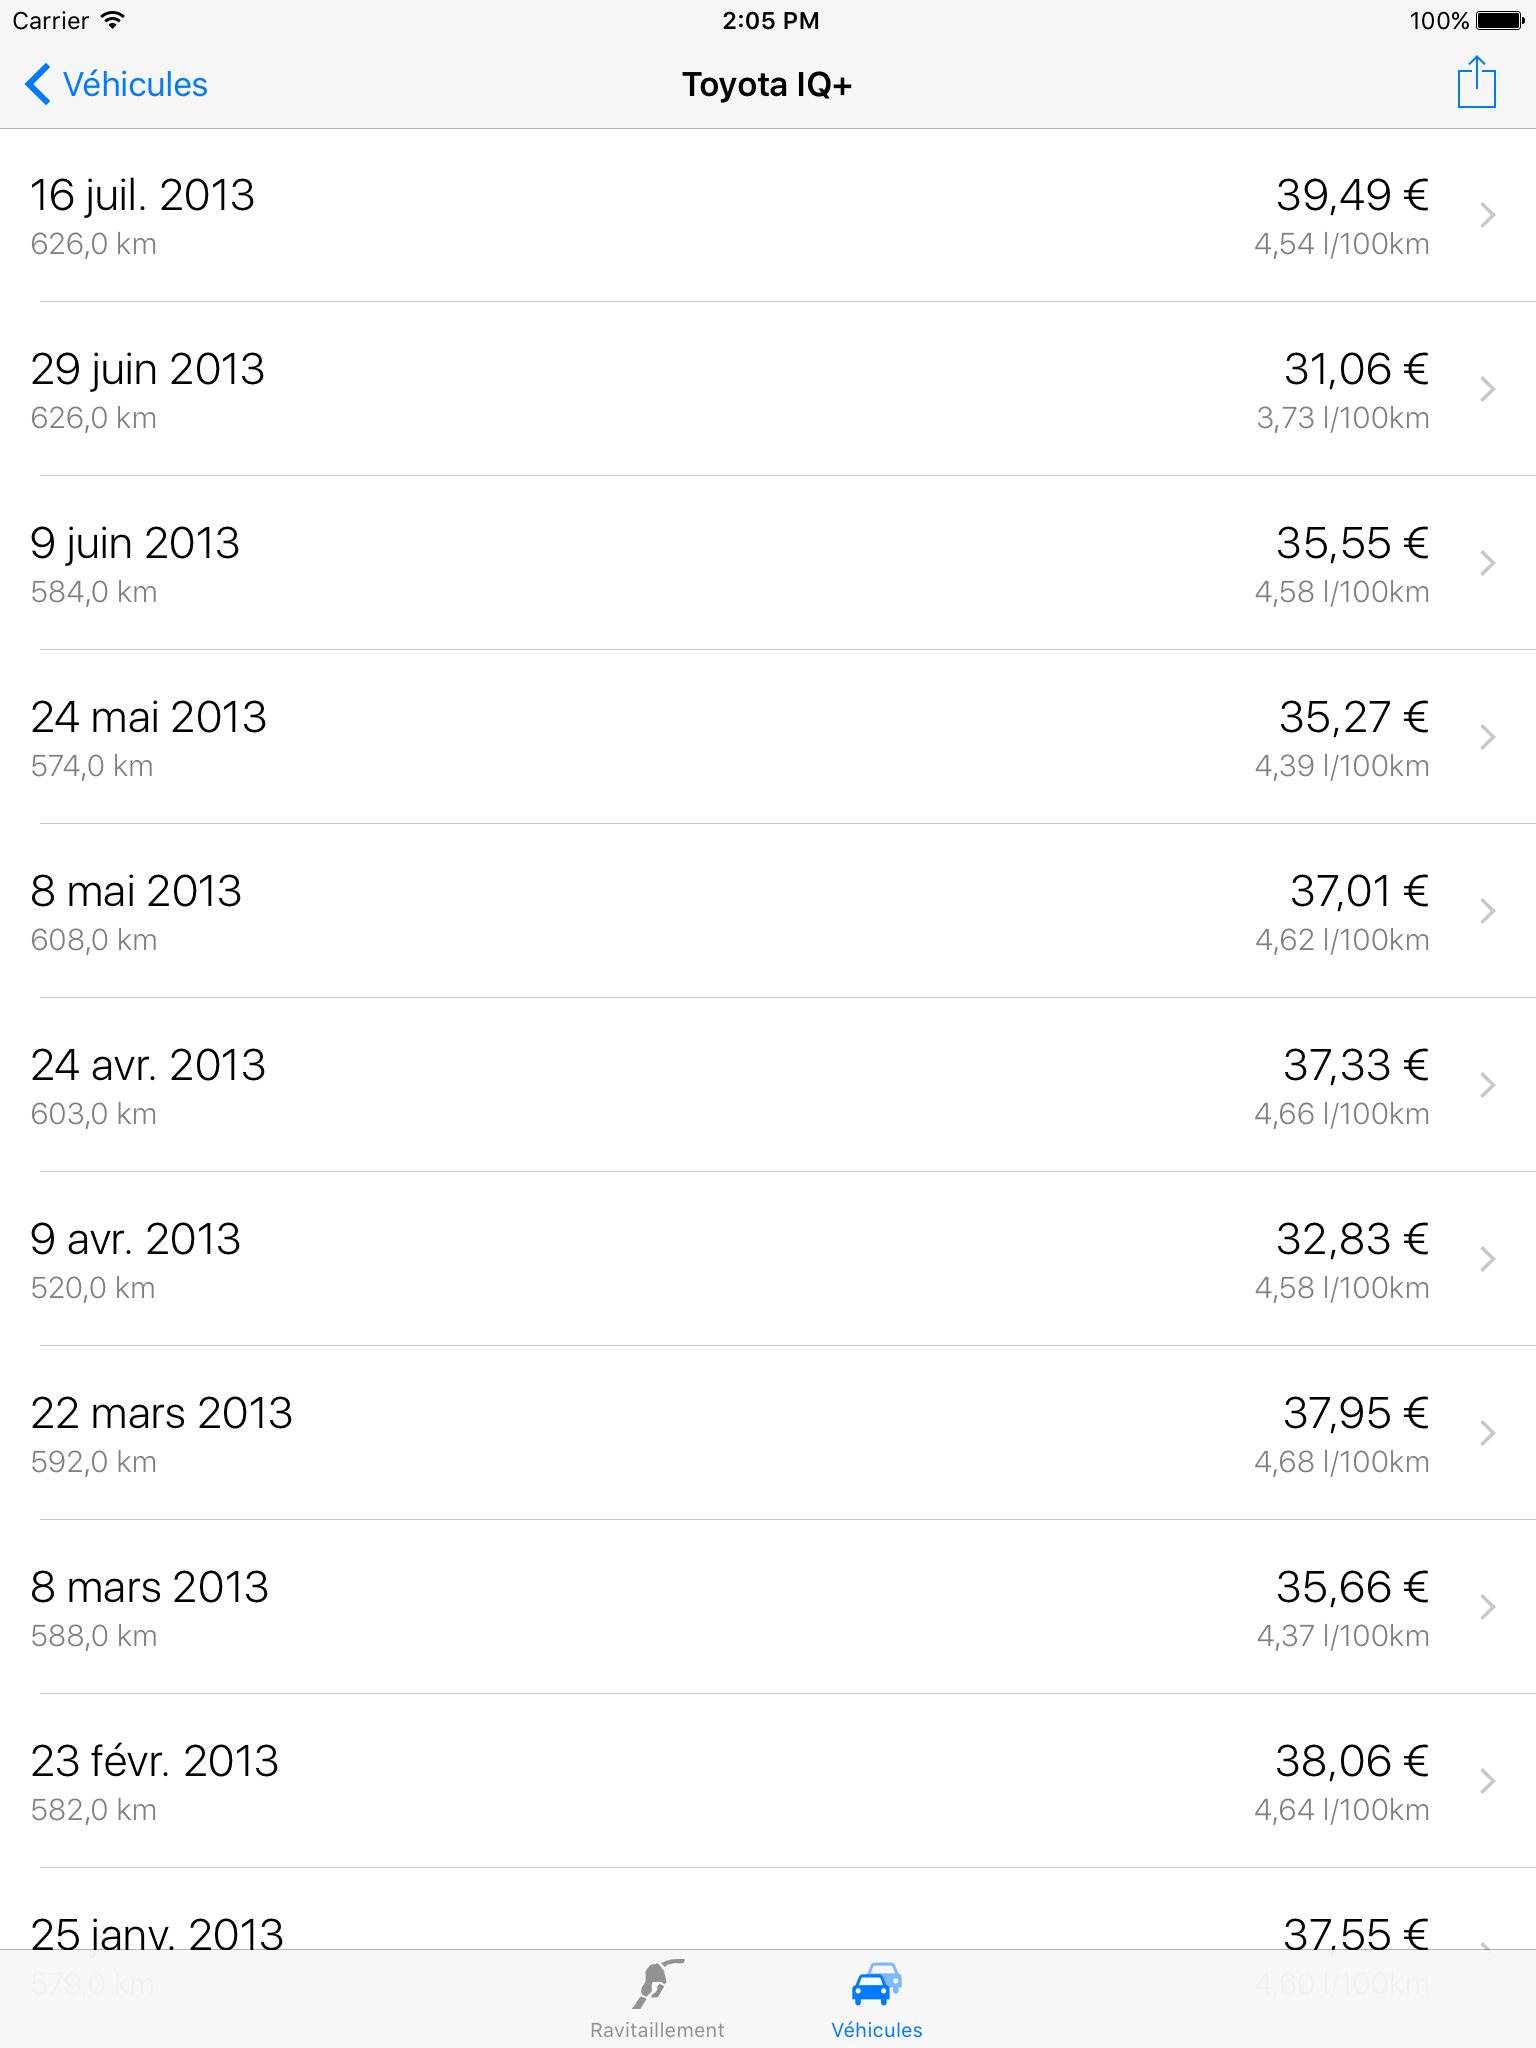 Carrier 2:05 PM 100%
Véhicules Toyota IQ+
16 juil. 2013 39,49 €
626,0 km 4,54 l/100km
29 juin 2013 31,06 €
626,0 km 3,73 l/100km
9 juin 2013 35,55 €
584,0 km 4,58 l/100km
24 mai 2013 35,27 €
574,0 km 4,39 l/100km
8 mai 2013 37,01 €
608,0 km 4,62 l/100km
24 avr. 2013 37,33 €
603,0 km 4,66 l/100km
9 avr. 2013 32,83 €
520,0 km 4,58 l/100km
22 mars 2013 37,95 €
592,0 km 4,68 l/100km
8 mars 2013 35,66 €
588,0 km 4,37 l/100km
23 févr. 2013 38,06 €
582,0 km 4,64 l/100km
25 janv. 2013 37,55 €
579,0 km 4,60 l/100km
Ravitaillement Véhicules